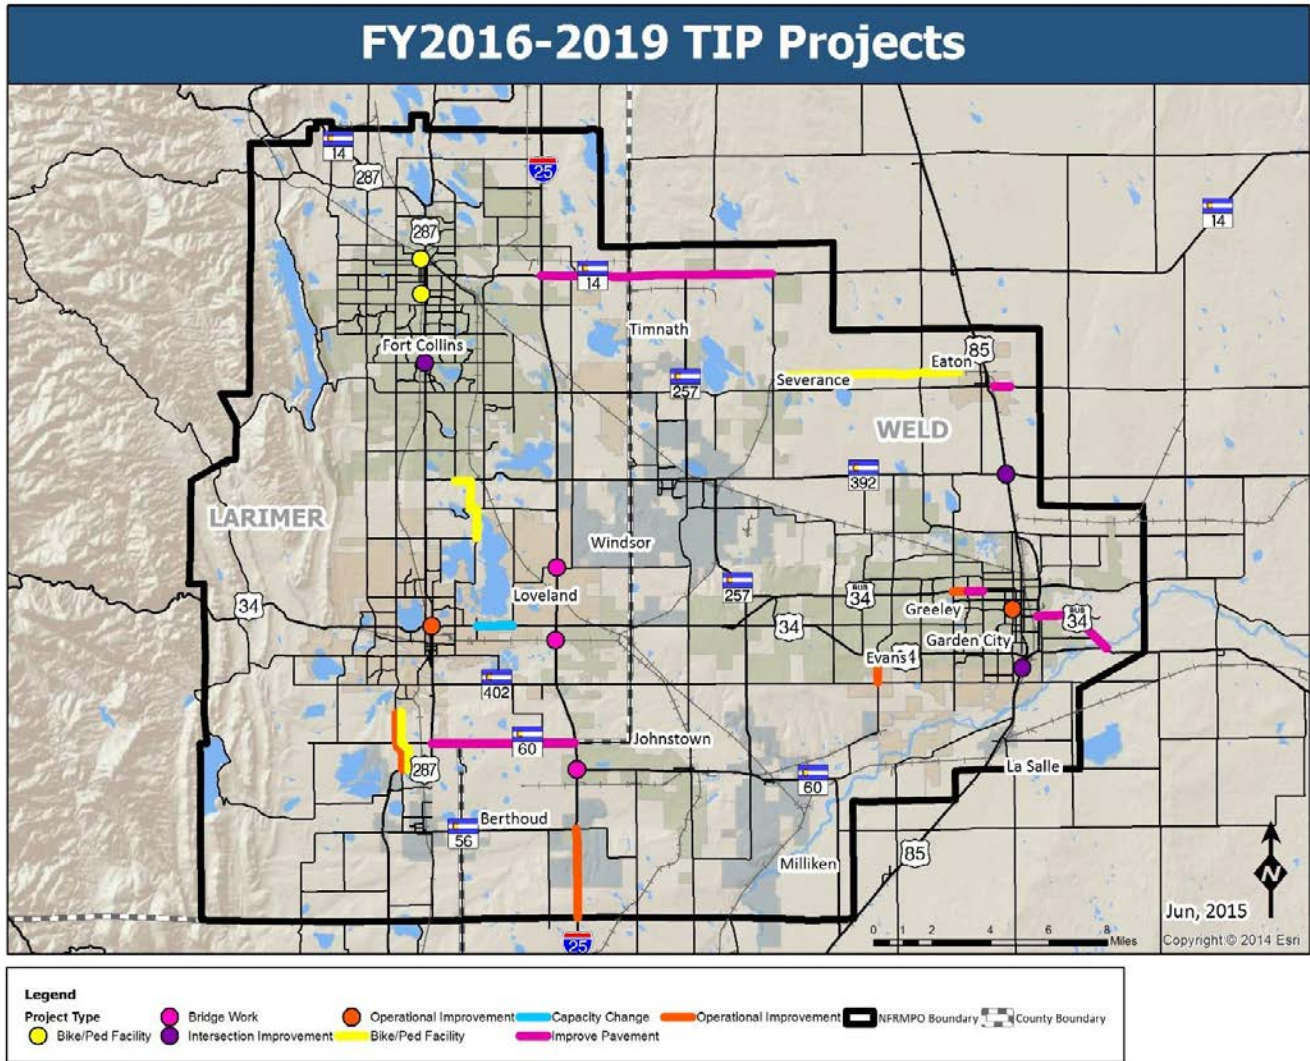 FY2016-2019 TIP Projects
14
287
25
14
287
14
Timnath
Fort Collins
85
Eaton
Severance
257
WELD
392
LARIMER
Windsor
34
Loveland
257
BUS
34
Greeley
34
BUS
34
Garden City
Evans
4
402
60
Johnstown
287
La Salle
60
Berthoud
56
Milliken
85
N
Jun, 2015
25
0 1 2 4 6 8
Miles
Copyright:© 2014 Esri
Legend
Project Type
Bridge Work
Operational Improvement
Capacity Change
Operational Improvement
NFRMPO Boundary
County Boundary
Bike/Ped Facility
Intersection Improvement
Bike/Ped Facility
Improve Pavement